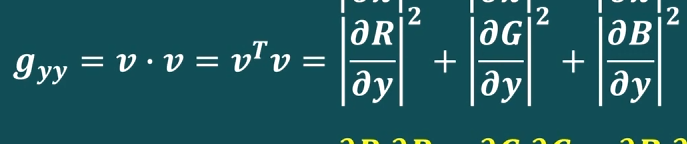 g_yy = v · v = v^T v = |∂R/∂y|² + |∂G/∂y|² + |∂B/∂y|²